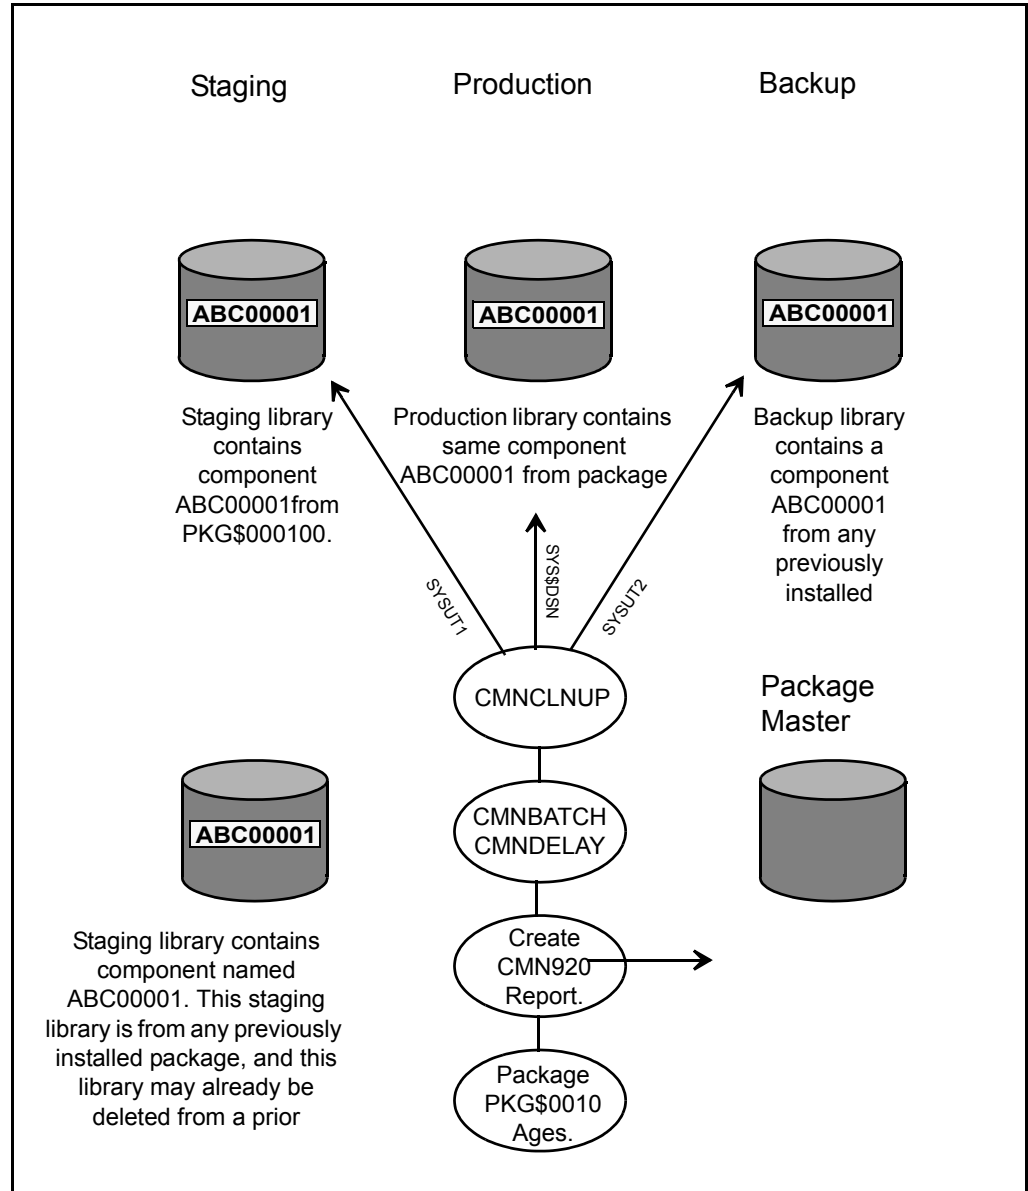 Staging
Production
Backup
ABC00001
ABC00001
ABC00001
Staging library
contains
component
ABC00001from
PKG$000100.
Production library contains
same component
ABC00001 from package
Backup library
contains a
component
ABC00001
from any
previously
installed
SYSUT1
SYS$DSN
SYSUT2
CMNCLNUP
Package
Master
ABC00001
CMNBATCH
CMNDELAY
Staging library contains
component named
ABC00001. This staging
library is from any previously
installed package, and this
library may already be
deleted from a prior
Create
CMN920
Report.
Package
PKG$0010
Ages.